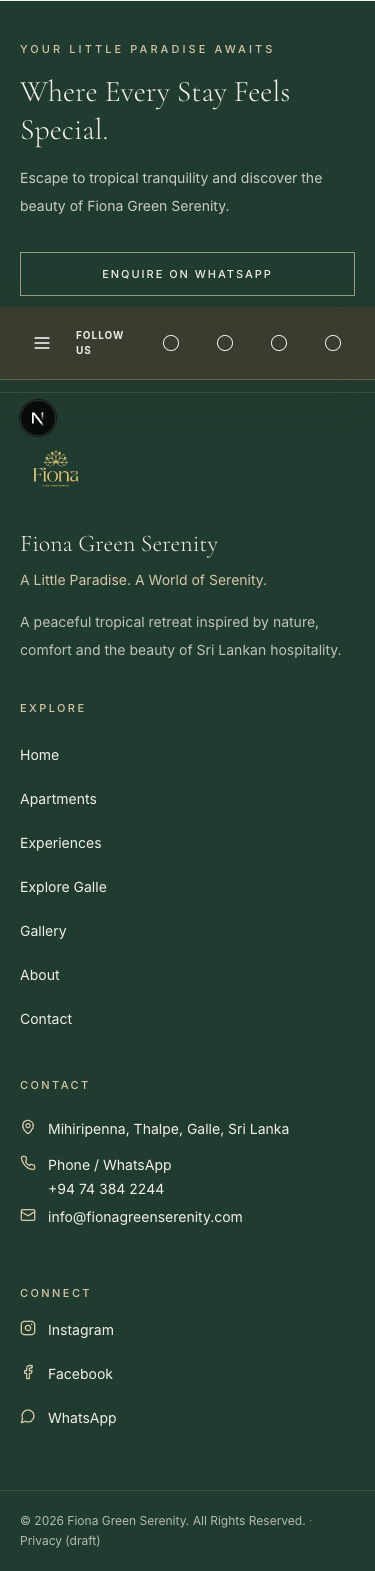 YOUR LITTLE PARADISE AWAITS
Where Every Stay Feels
Special.
Escape to tropical tranquility and discover the
beauty of Fiona Green Serenity.
ENQUIRE ON WHATSAPP
FOLLOW
US
N
Fiona
Fiona Green Serenity
A Little Paradise. A World of Serenity.
A peaceful tropical retreat inspired by nature,
comfort and the beauty of Sri Lankan hospitality.
EXPLORE
Home
Apartments
Experiences
Explore Galle
Gallery
About
Contact
CONTACT
Mihiripenna, Thalpe, Galle, Sri Lanka
Phone / WhatsApp
+94 74 384 2244
info@fionagreenserenity.com
CONNECT
Instagram
Facebook
WhatsApp
© 2026 Fiona Green Serenity. All Rights Reserved. ·
Privacy (draft)